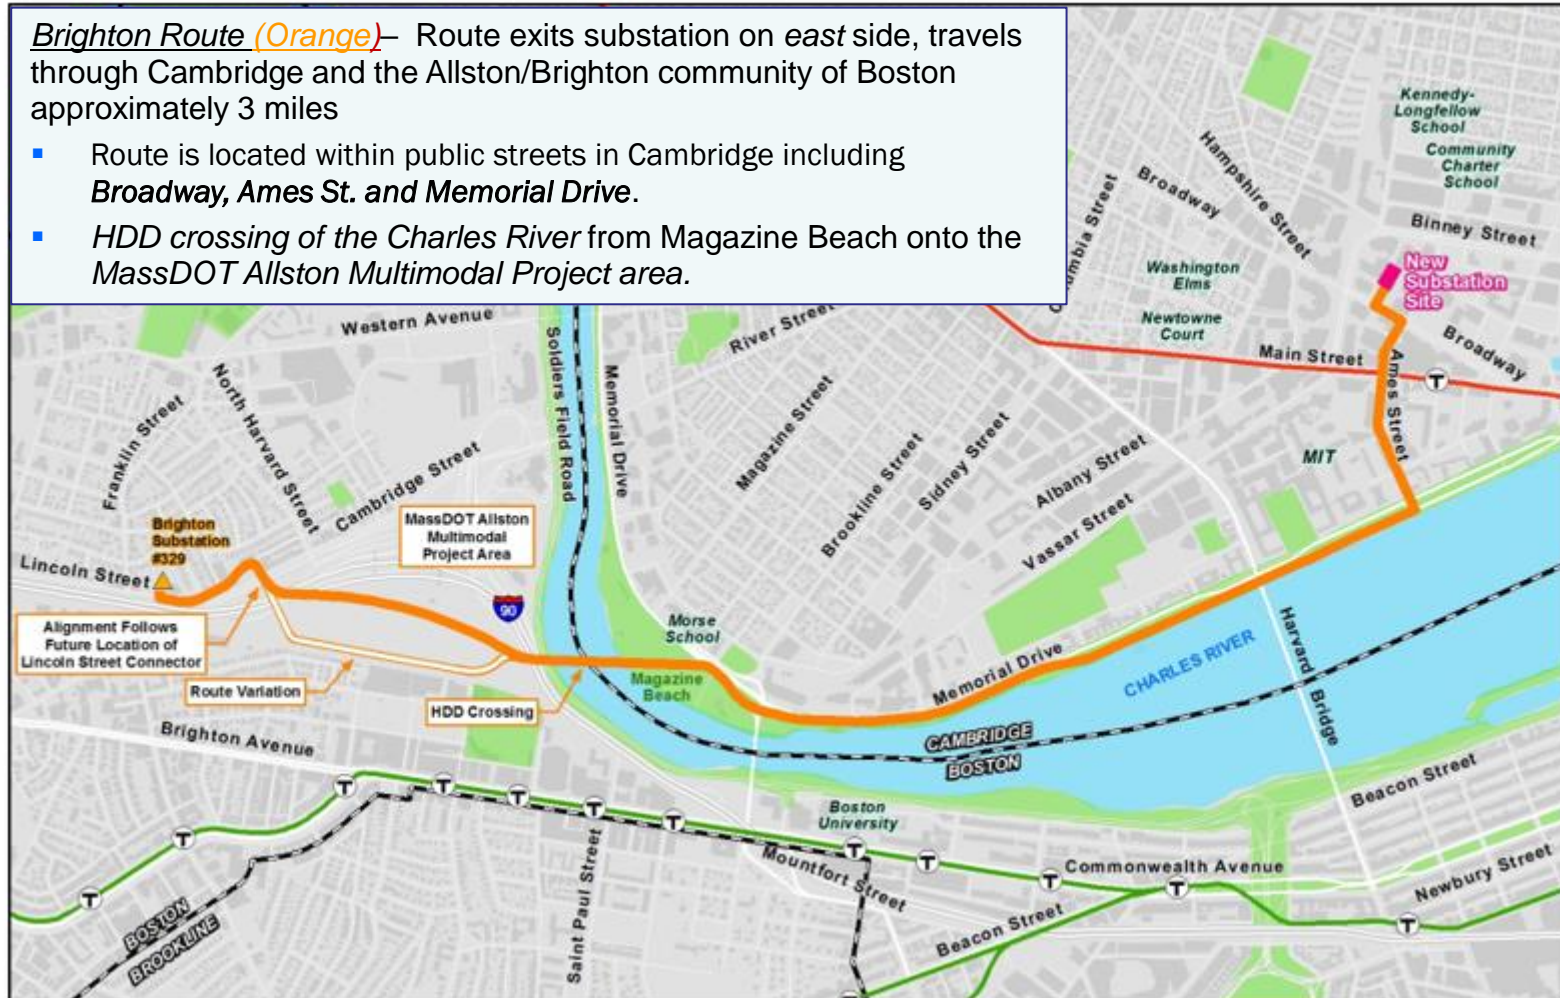 Brighton Route (Orange)– Route exits substation on east side, travels
through Cambridge and the Allston/Brighton community of Boston
approximately 3 miles
▪ Route is located within public streets in Cambridge including
Broadway, Ames St. and Memorial Drive.
▪ HDD crossing of the Charles River from Magazine Beach onto the
MassDOT Allston Multimodal Project area.
Kennedy-
Longfellow
School
Community
Charter
School
Hampshire Street
Broadway
Binney Street
New
Substation
Site
Washington
Elms
Newtowne
Court
Main Street
T
Broadway
Ames Street
Western Avenue
River Street
Soldiers Field Road
Memorial Drive
Magazine Street
Brookline Street
Sidney Street
Albany Street
Vassar Street
MIT
Franklin Street
North Harvard Street
Cambridge Street
MassDOT Allston
Multimodal
Project Area
Brighton
Substation
#329
Lincoln Street
90
Alignment Follows
Future Location of
Lincoln Street Connector
Route Variation
HDD Crossing
Morse
School
Magazine
Beach
Memorial Drive
CHARLES RIVER
Harvard Bridge
CAMBRIDGE
BOSTON
Brighton Avenue
Boston
University
Beacon Street
T
T
T
T
T
T
T
T
T
T
T
T
Commonwealth Avenue
Mountfort Street
Newbury Street
Saint Paul Street
Beacon Street
BOSTON
BROOKLINE